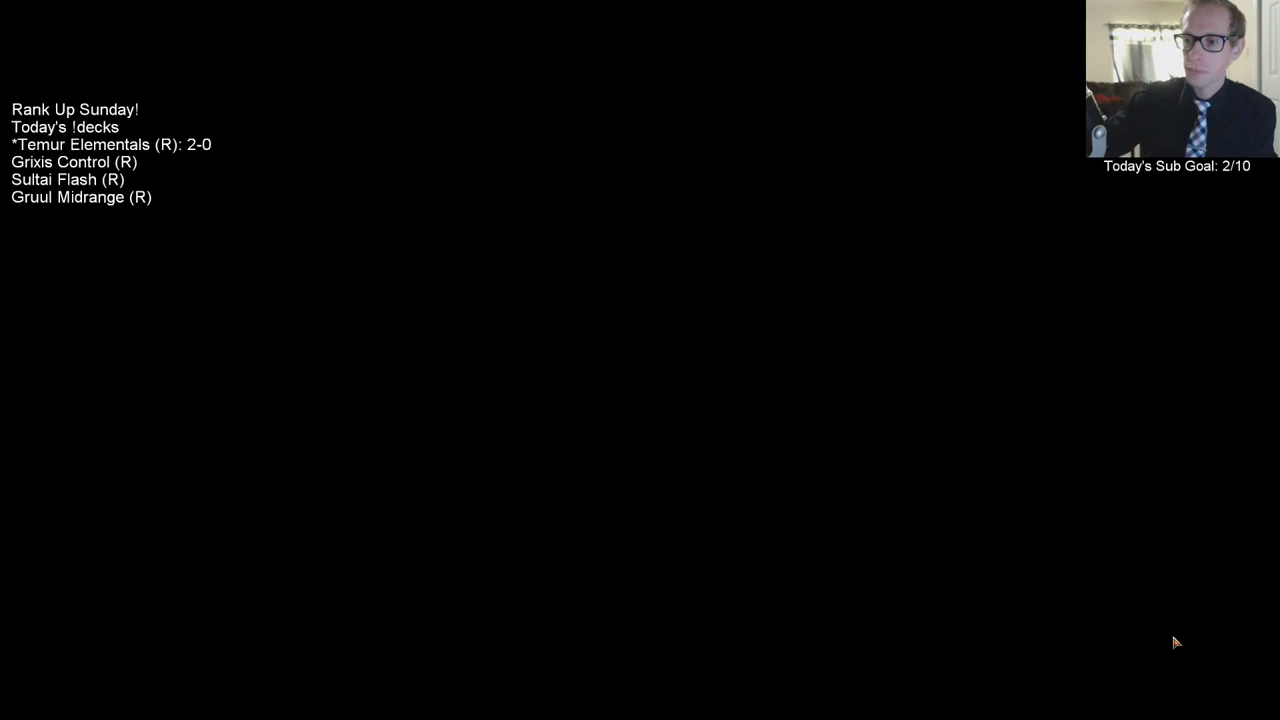 Rank Up Sunday!
Today's !decks
*Temur Elementals (R): 2-0
Grixis Control (R)
Sultai Flash (R)
Gruul Midrange (R)
Today's Sub Goal: 2/10